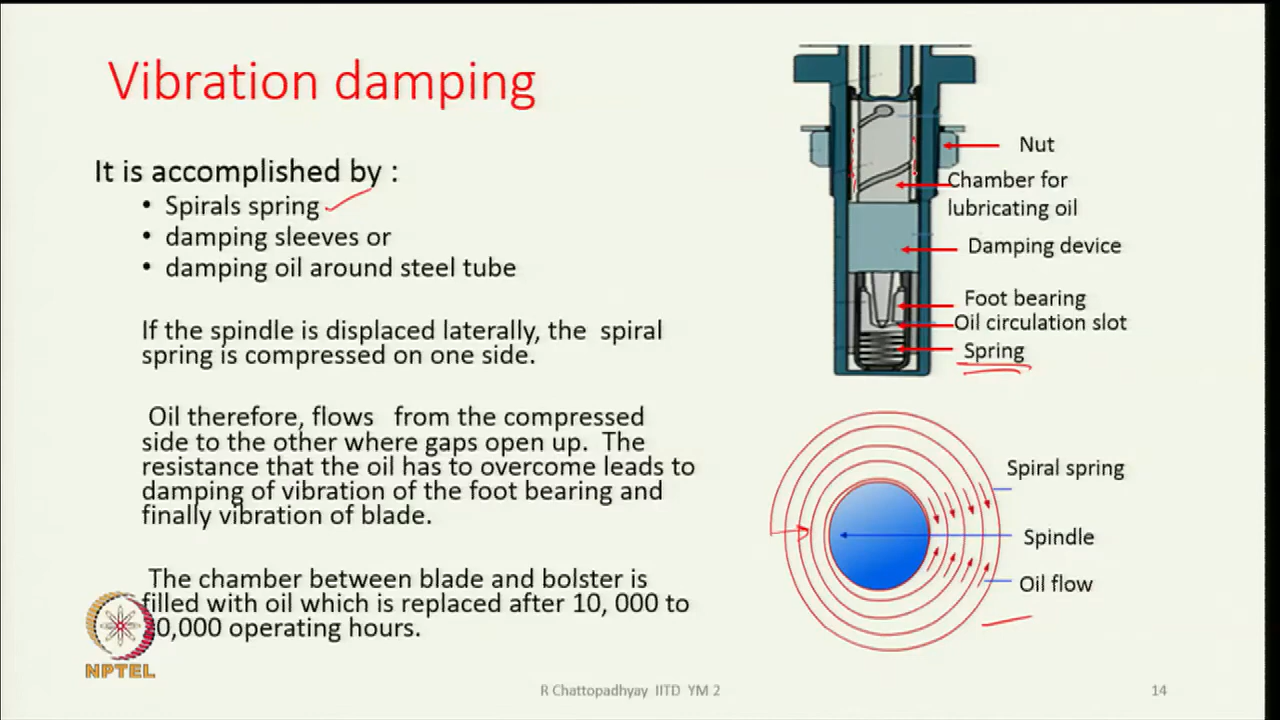 Vibration damping
It is accomplished by :
• Spirals spring
• damping sleeves or
• damping oil around steel tube
If the spindle is displaced laterally, the spiral
spring is compressed on one side.
Oil therefore, flows from the compressed
side to the other where gaps open up. The
resistance that the oil has to overcome leads to
damping of vibration of the foot bearing and
finally vibration of blade.
The chamber between blade and bolster is
filled with oil which is replaced after 10, 000 to
operating hours.
Nut
Chamber for
lubricating oil
Damping device
Foot bearing
Oil circulation slot
Spring
Spiral spring
Spindle
Oil flow
NPTEL
R Chattopadhyay IITD YM 2
14